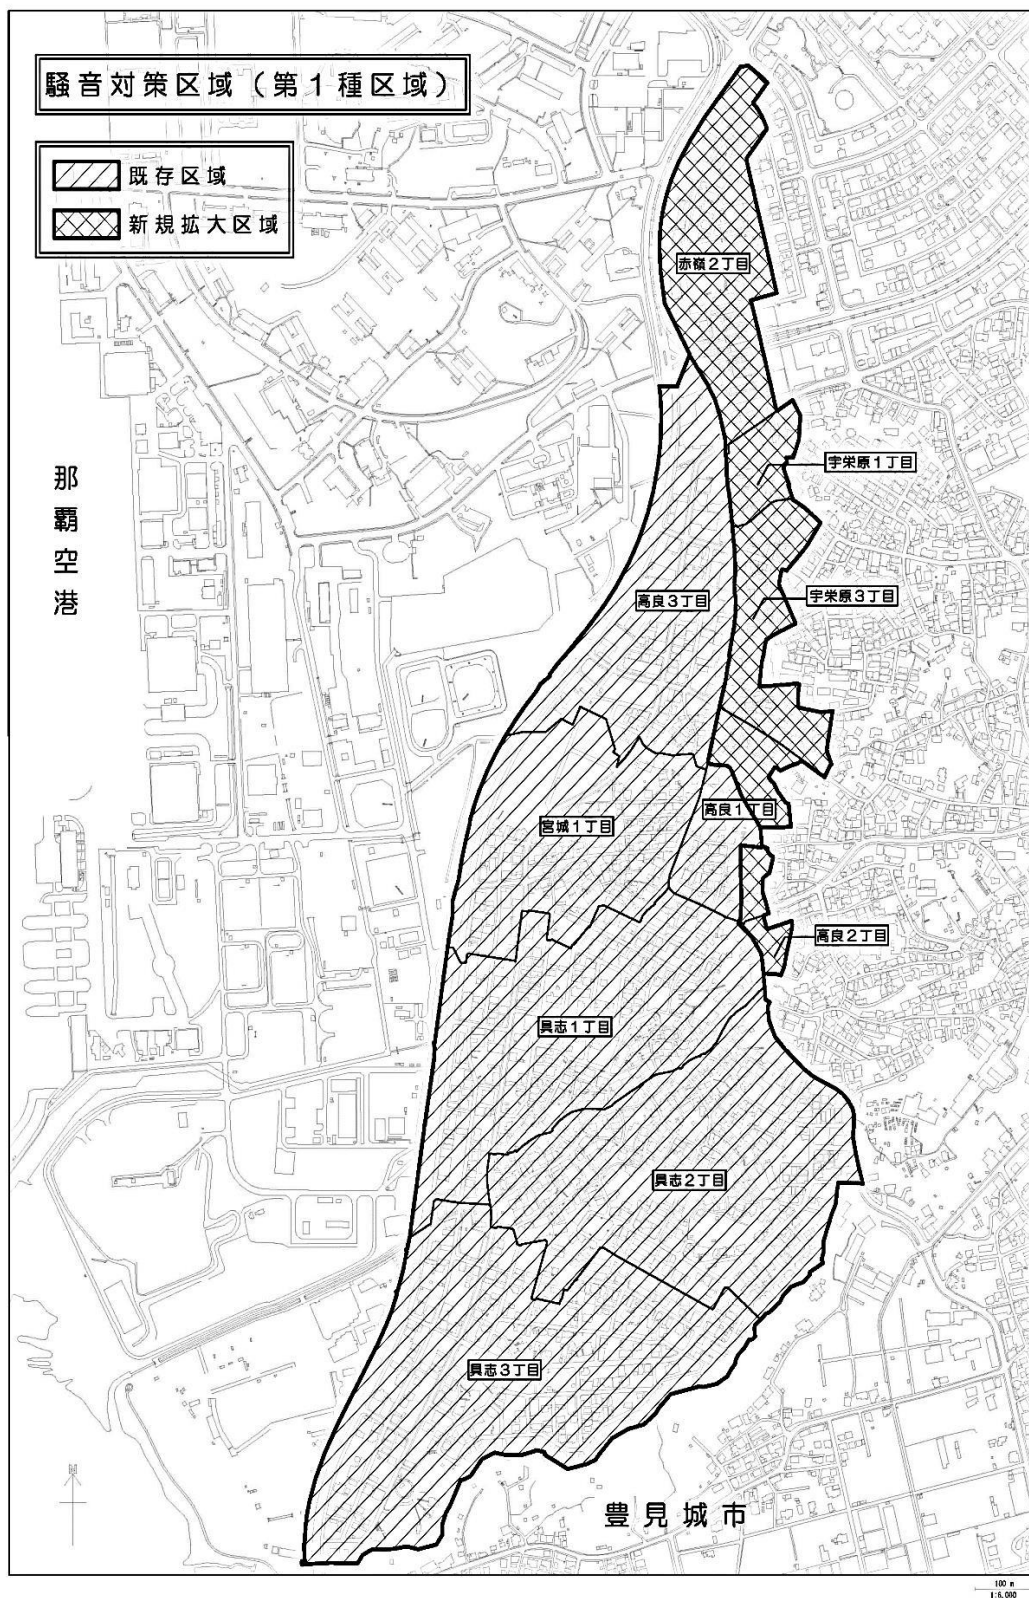 騒音対策区域（第１種区域）
既存区域
新規拡大区域
赤嶺２丁目
宇栄原１丁目
那覇空港
宇栄原３丁目
高良３丁目
高良１丁目
宮城１丁目
高良２丁目
具志１丁目
具志２丁目
具志３丁目
N
豊見城市
100 m
1:6,000